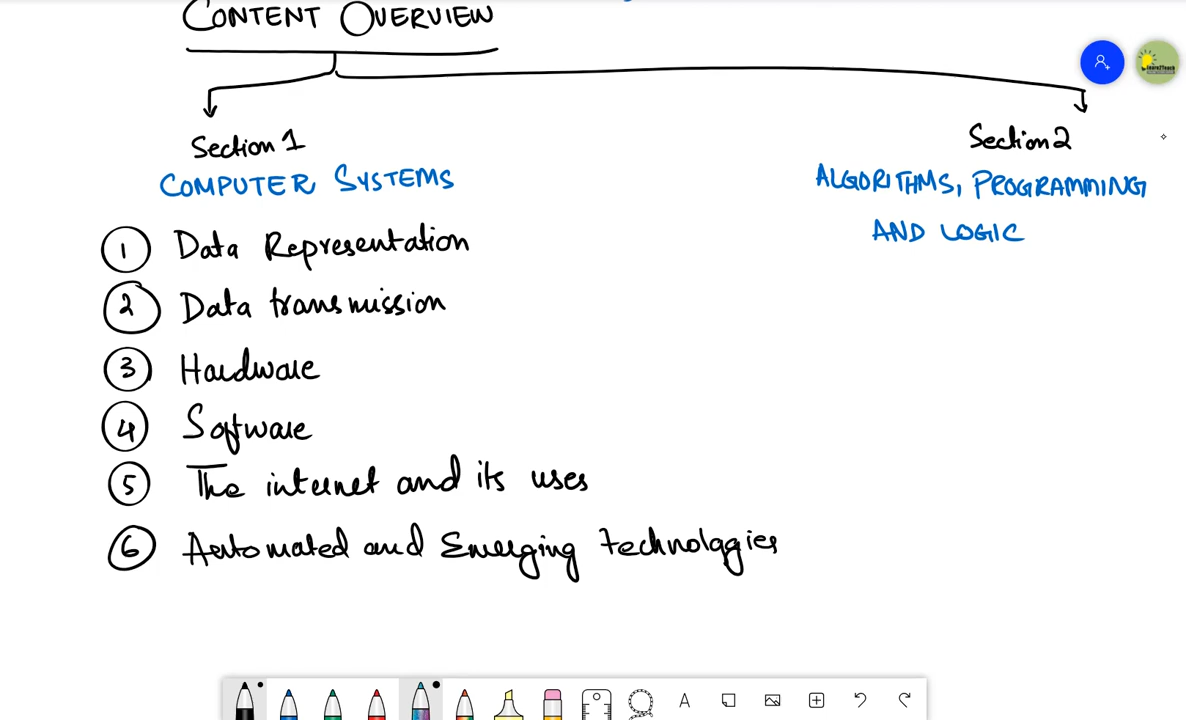 CONTENT OVERVIEW
Section 1
COMPUTER SYSTEMS
1 Data Representation
2 Data transmission
3 Hardware
4 Software
5 The internet and its uses
6 Automated and Emerging technologies
Section 2
ALGORITHMS, PROGRAMMING
AND LOGIC
Learn2Teach
A